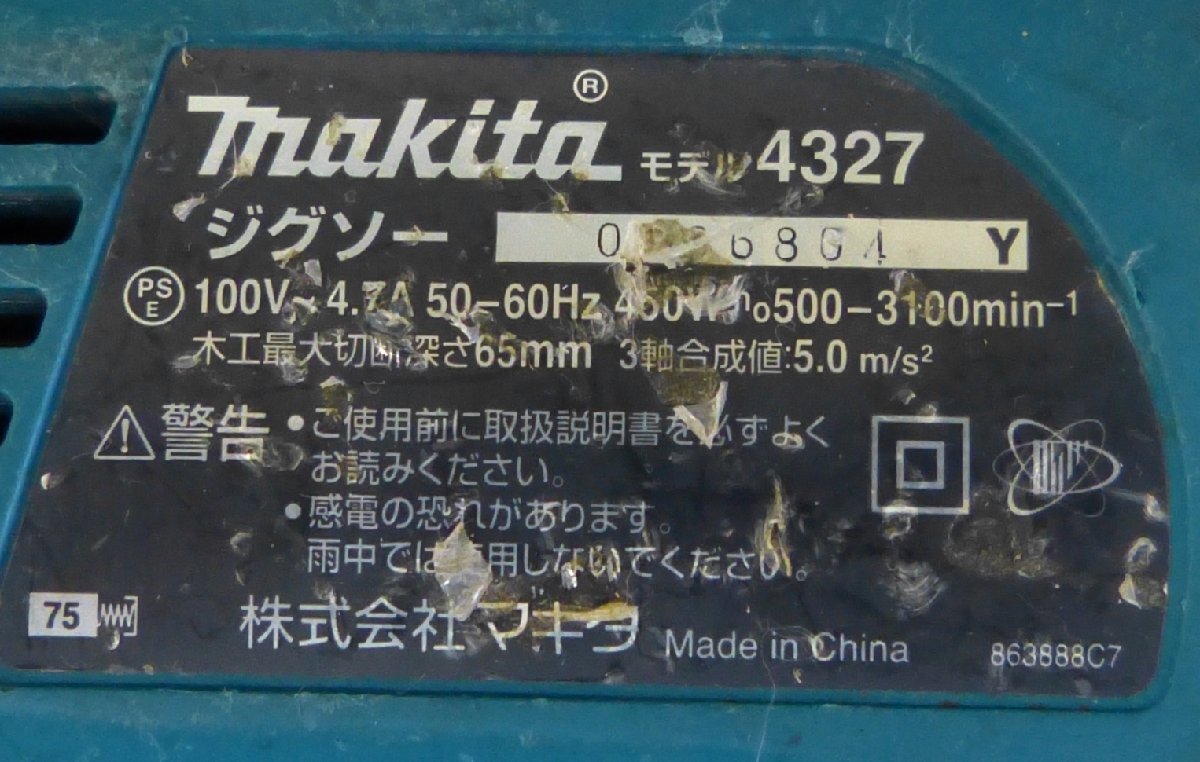 makita® モデル 4327
ジグソー Y
PS E 100V~ 4.7A 50-60Hz 450W n₀500-3100min⁻¹
木工最大切断深さ65mm 3軸合成値:5.0 m/s²
警告 •ご使用前に取扱説明書を必ずよく
お読みください。
•感電の恐れがあります。
雨中では使用しないでください。
75 株式会社 マキタ Made in China 863888C7